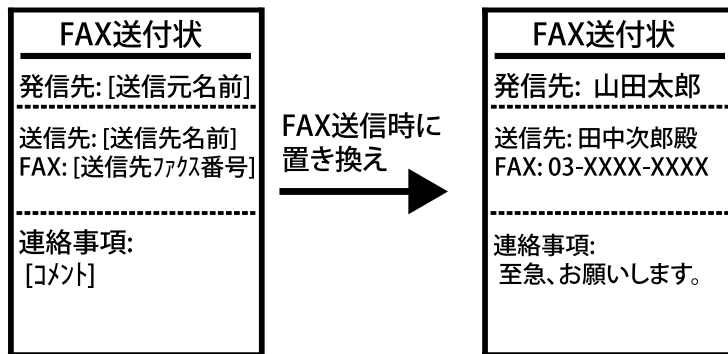 FAX送付状
発信先: [送信元名前]
送信先: [送信先名前]
FAX: [送信先ファクス番号]
連絡事項:
[コメント]
FAX送信時に
置き換え
FAX送付状
発信先: 山田太郎
送信先: 田中次郎殿
FAX: 03-XXXX-XXXX
連絡事項:
至急、お願いします。